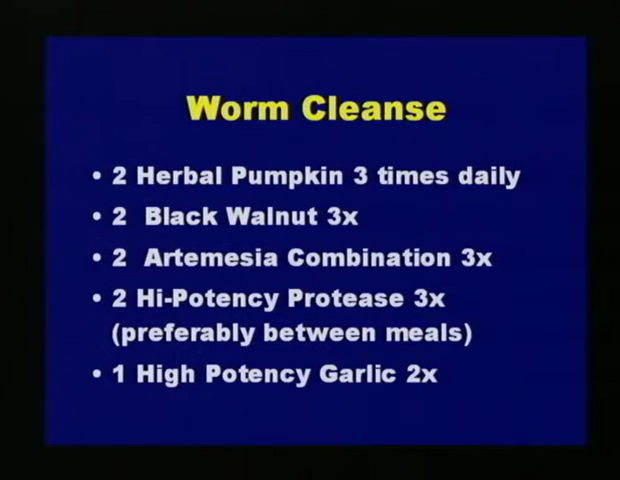 Worm Cleanse
• 2 Herbal Pumpkin 3 times daily
• 2 Black Walnut 3x
• 2 Artemesia Combination 3x
• 2 Hi-Potency Protease 3x
(preferably between meals)
• 1 High Potency Garlic 2x